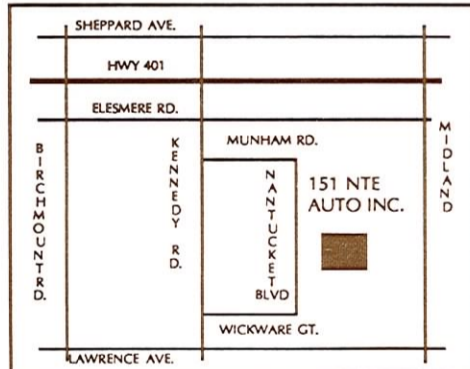 SHEPPARD AVE.
HWY 401
ELESMERE RD.
BIRCHMOUNT RD.
KENNEDY RD.
MUNHAM RD.
NANTUCKET BLVD
151 NTE
AUTO INC.
MIDLAND
WICKWARE GT.
LAWRENCE AVE.